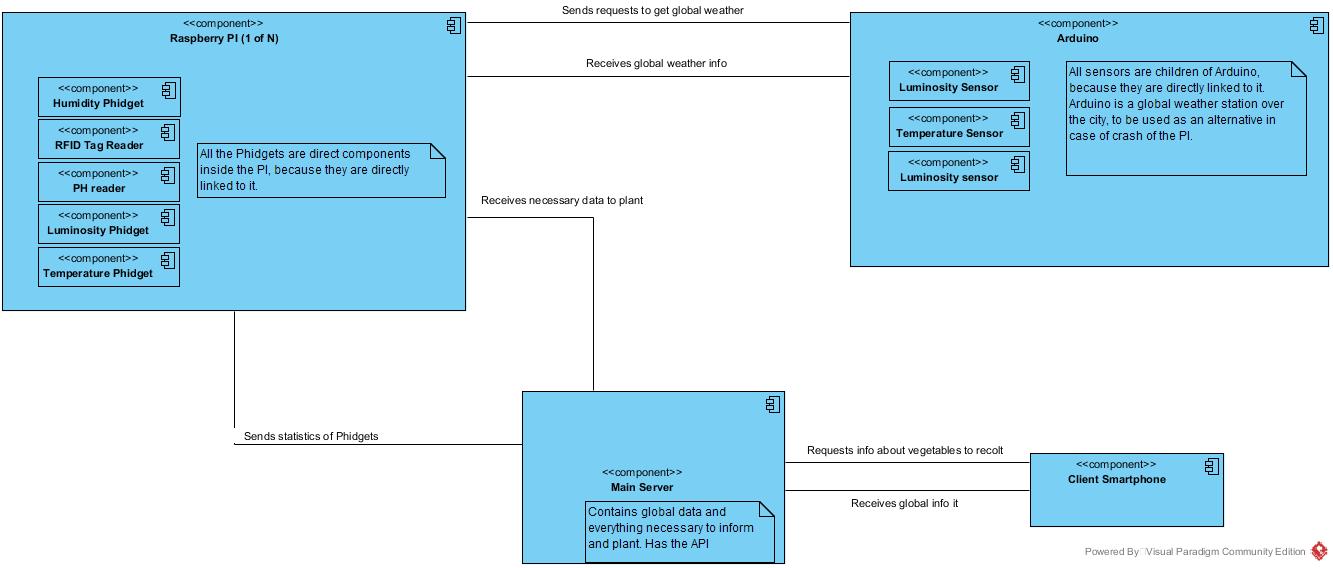 Sends requests to get global weather
<<component>>
Raspberry PI (1 of N)
<<component>>
Arduino
Receives global weather info
<<component>>
Humidity Phidget
<<component>>
RFID Tag Reader
<<component>>
PH reader
<<component>>
Luminosity Phidget
<<component>>
Temperature Phidget
All the Phidgets are direct components
inside the PI, because they are directly
linked to it.
<<component>>
Luminosity Sensor
<<component>>
Temperature Sensor
<<component>>
Luminosity sensor
All sensors are children of Arduino,
because they are directly linked to it.
Arduino is a global weather station over
the city, to be used as an alternative in
case of crash of the PI.
Receives necessary data to plant
Sends statistics of Phidgets
<<component>>
Main Server
Contains global data and
everything necessary to inform
and plant. Has the API
Requests info about vegetables to recolt
Receives global info it
<<component>>
Client Smartphone
Powered By Visual Paradigm Community Edition